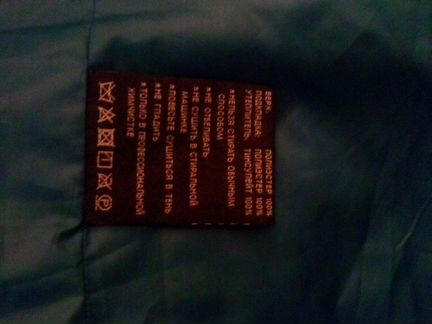 ВЕРХ: ПОЛИЭСТЕР 100%
ПОДКЛАДКА: ПОЛИЭСТЕР 100%
УТЕПЛИТЕЛЬ: ТИНСУЛЕЙТ 100%
*НЕЛЬЗЯ СТИРАТЬ ОБЫЧНЫМ
СПОСОБОМ
*НЕ ОТБЕЛИВАТЬ
*НЕ СУШИТЬ В СТИРАЛЬНОЙ
МАШИНКЕ
*ПОВЕСЬТЕ СУШИТЬСЯ В ТЕНЬ
*НЕ ГЛАДИТЬ
*ТОЛЬКО В ПРОФЕССИОНАЛЬНОЙ
ХИМЧИСТКЕ
P